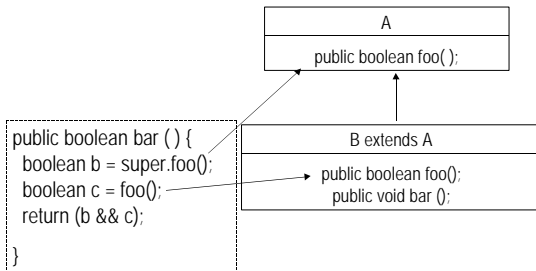 A
public boolean foo( );
public boolean bar ( ) {
boolean b = super.foo();
boolean c = foo();
return (b && c);
}
B extends A
public boolean foo();
public void bar ();